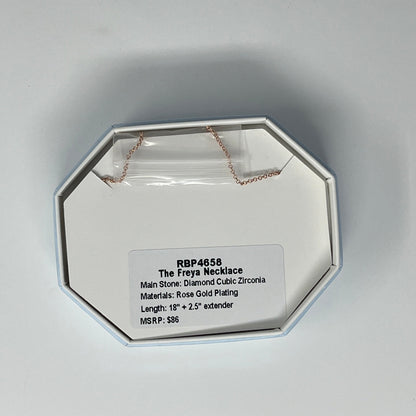 RBP4658
The Freya Necklace
Main Stone: Diamond Cubic Zirconia
Materials: Rose Gold Plating
Length: 18" + 2.5" extender
MSRP: $86